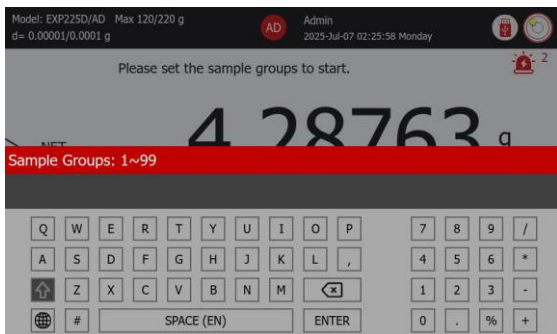 Model: EXP225D/AD Max 120/220 g
d= 0.00001/0.0001 g
AD
Admin
2025-Jul-07 02:25:58 Monday
2
Please set the sample groups to start.
NET
4.28763 g
Sample Groups: 1~99
Q W E R T Y U I O P 7 8 9 /
A S D F G H J K L , 4 5 6 *
Z X C V B N M 1 2 3 -
# SPACE (EN) ENTER 0 . % +